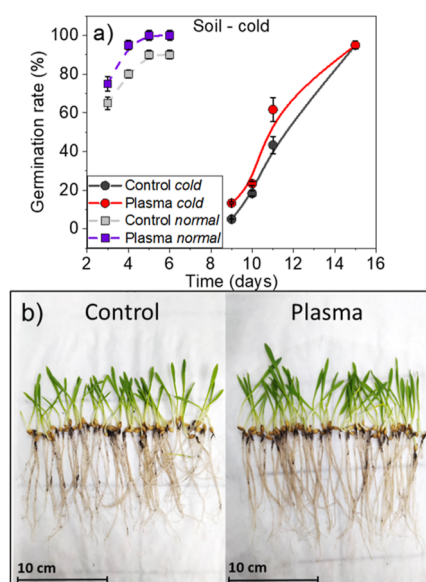 a)
Soil - cold
Germination rate (%)
100
80
60
40
20
0
Control cold
Plasma cold
Control normal
Plasma normal
2 4 6 8 10 12 14 16
Time (days)
b)
Control
Plasma
10 cm
10 cm